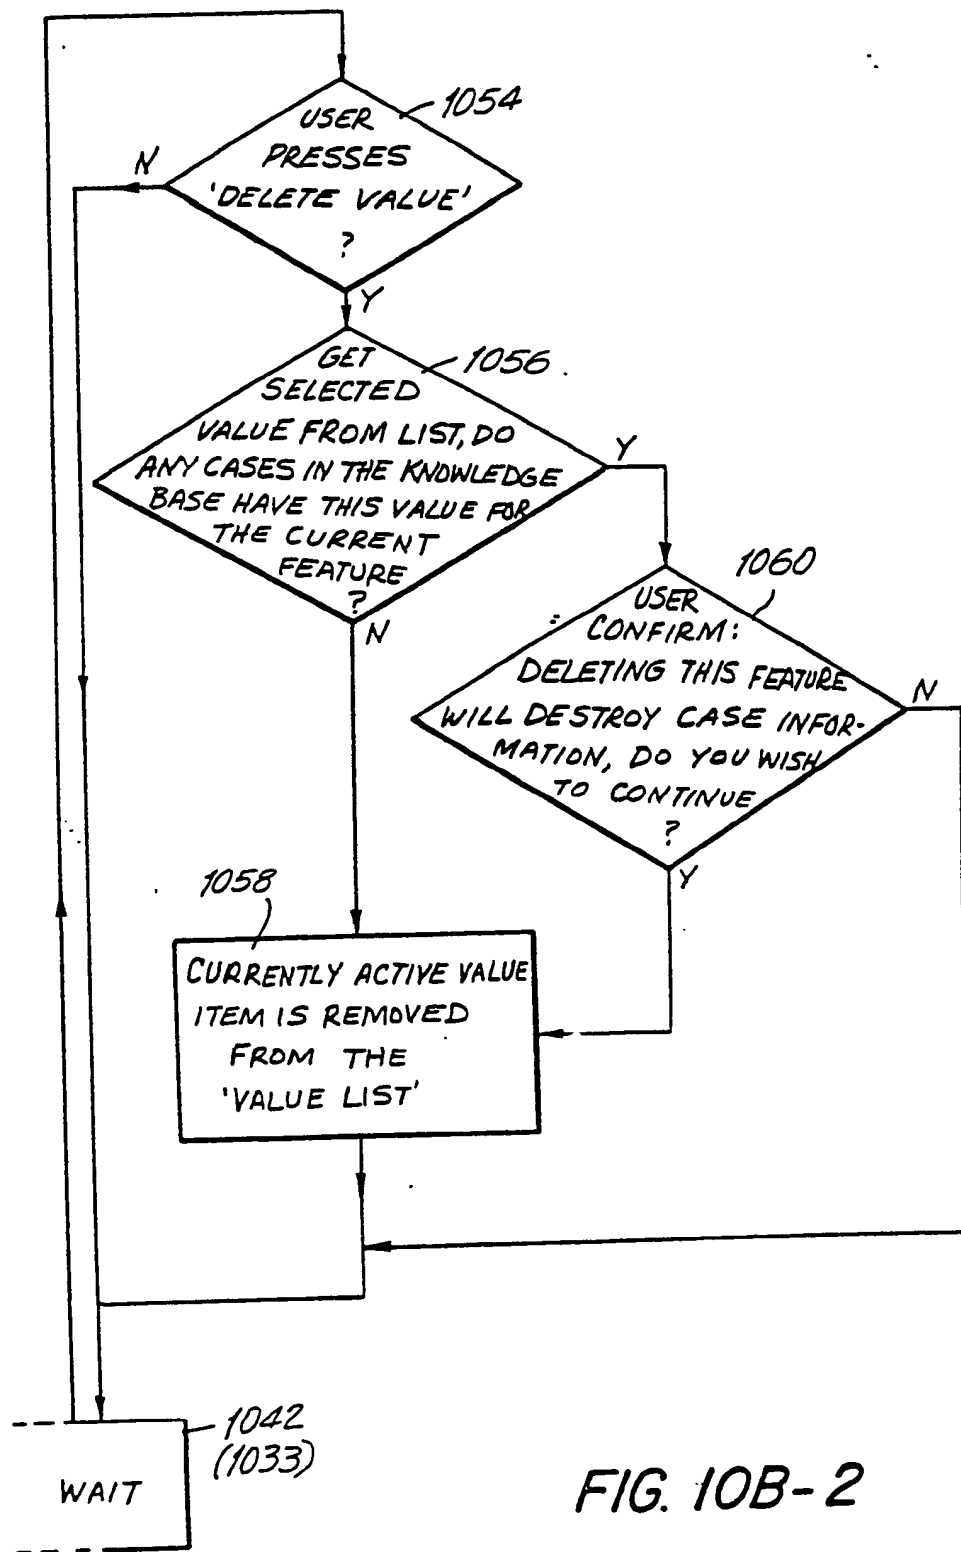 1054
USER
PRESSES
'DELETE VALUE'
?
N
Y
1056
GET
SELECTED
VALUE FROM LIST, DO
ANY CASES IN THE KNOWLEDGE
BASE HAVE THIS VALUE FOR
THE CURRENT
FEATURE
?
Y
N
1060
USER
CONFIRM:
DELETING THIS FEATURE
WILL DESTROY CASE INFOR-
MATION, DO YOU WISH
TO CONTINUE
?
N
Y
1058
CURRENTLY ACTIVE VALUE
ITEM IS REMOVED
FROM THE
'VALUE LIST'
1042
(1033)
WAIT
FIG. 10B-2